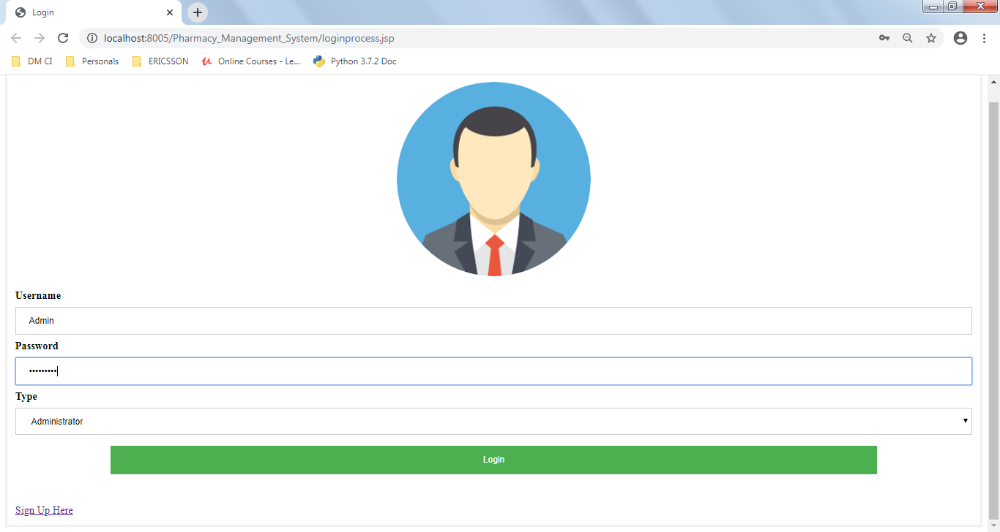 Login
localhost:8005/Pharmacy_Management_System/loginprocess.jsp
DM CI Personals ERICSSON Online Courses - Le... Python 3.7.2 Doc
Username
Admin
Password
•••••••••
Type
Administrator
Login
Sign Up Here